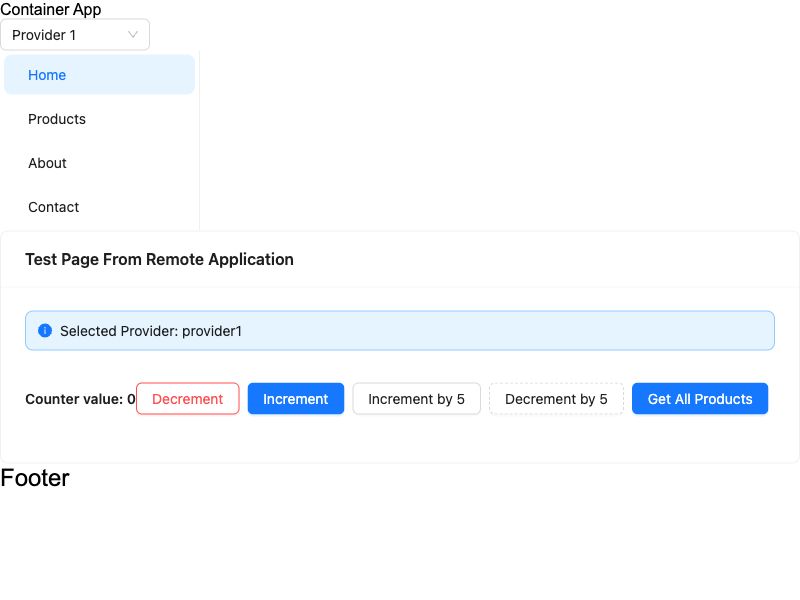 Container App
Provider 1
Home
Products
About
Contact
Test Page From Remote Application
Selected Provider: provider1
Counter value: 0 Decrement Increment Increment by 5 Decrement by 5 Get All Products
Footer